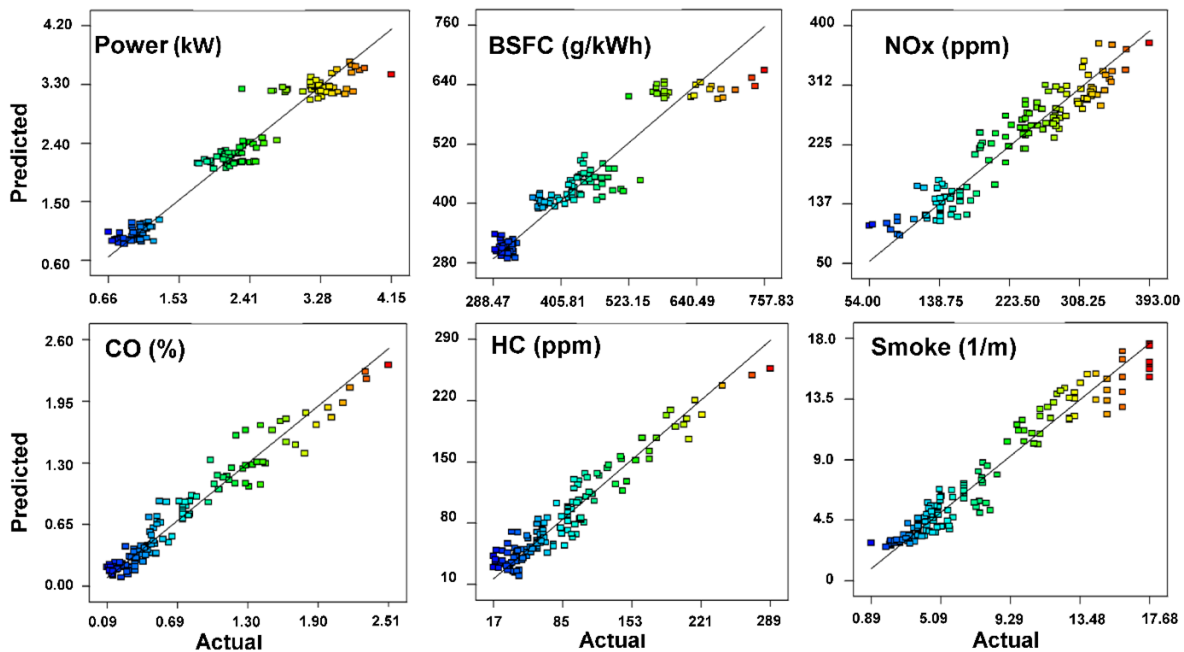 Power (kW)
4.20
3.30
2.40
1.50
0.60
Predicted
0.66 1.53 2.41 3.28 4.15
BSFC (g/kWh)
760
640
520
400
280
288.47 405.81 523.15 640.49 757.83
NOx (ppm)
400
312
225
137
50
54.00 138.75 223.50 308.25 393.00
CO (%)
2.60
1.95
1.30
0.65
0.00
Predicted
0.09 0.69 1.30 1.90 2.51
Actual
HC (ppm)
290
220
150
80
10
17 85 153 221 289
Actual
Smoke (1/m)
18.0
13.5
9.0
4.5
0
0.89 5.09 9.29 13.48 17.68
Actual